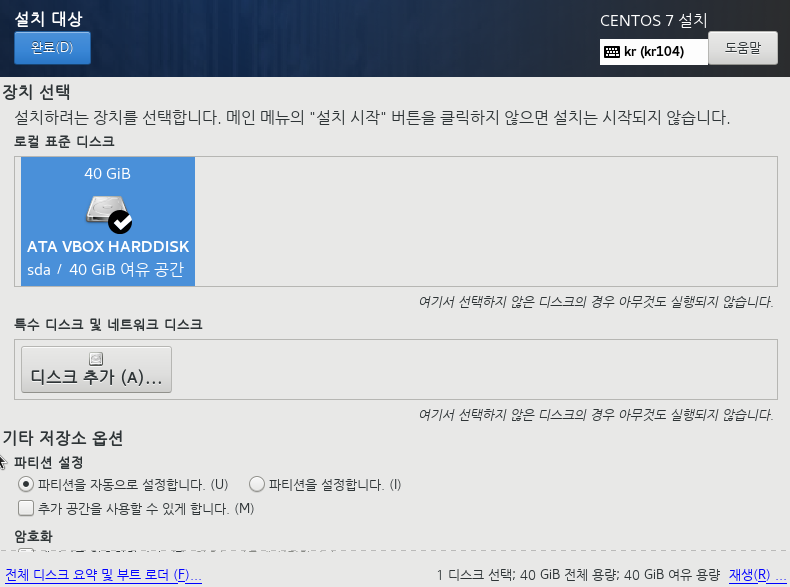 설치 대상
CENTOS 7 설치
완료(D)
kr (kr104)
도움말
장치 선택
설치하려는 장치를 선택합니다. 메인 메뉴의 "설치 시작" 버튼을 클릭하지 않으면 설치는 시작되지 않습니다.
로컬 표준 디스크
40 GiB
ATA VBOX HARDDISK
sda / 40 GiB 여유 공간
여기서 선택하지 않은 디스크의 경우 아무것도 실행되지 않습니다.
특수 디스크 및 네트워크 디스크
디스크 추가 (A)...
여기서 선택하지 않은 디스크의 경우 아무것도 실행되지 않습니다.
기타 저장소 옵션
파티션 설정
파티션을 자동으로 설정합니다. (U) 파티션을 설정합니다. (I)
추가 공간을 사용할 수 있게 합니다. (M)
암호화
전체 디스크 요약 및 부트 로더 (F)...
1 디스크 선택; 40 GiB 전체 용량; 40 GiB 여유 용량 재생(R) ...